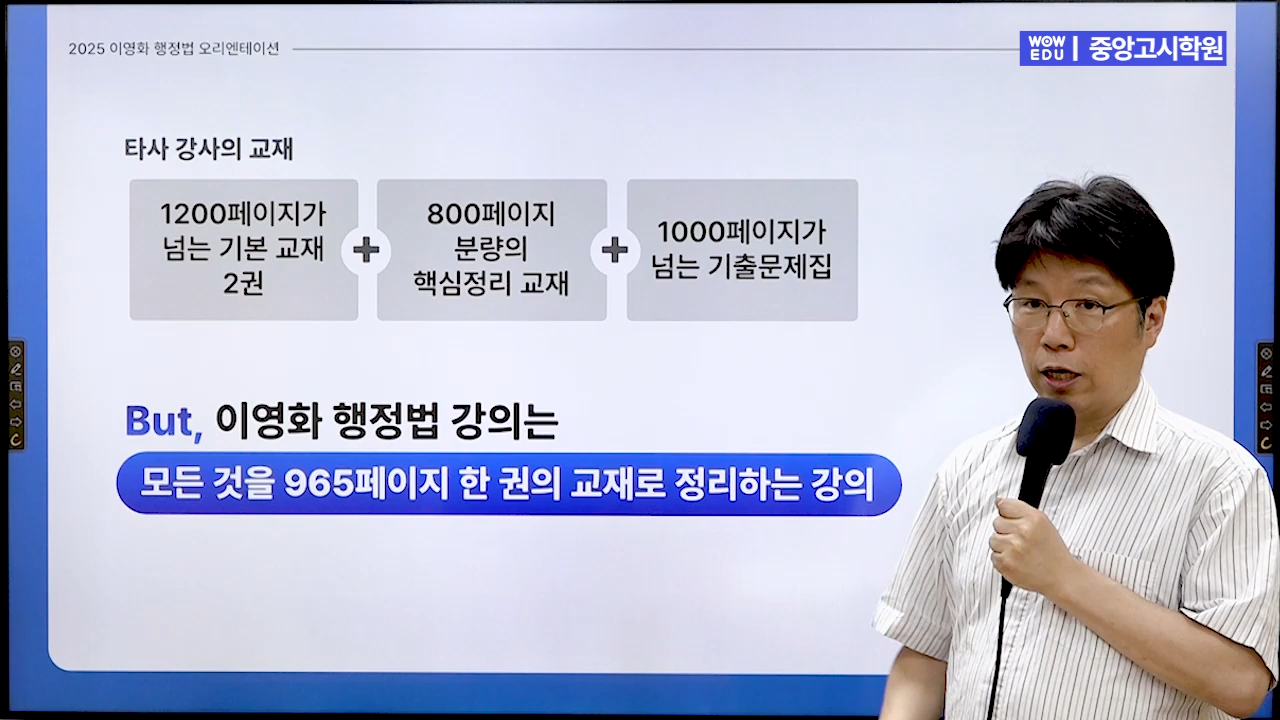 2025 이영화 행정법 오리엔테이션
WOW
EDU
중앙고시학원
타사 강사의 교재
1200페이지가
넘는 기본 교재
2권
+
800페이지
분량의
핵심정리 교재
+
1000페이지가
넘는 기출문제집
But, 이영화 행정법 강의는
모든 것을 965페이지 한 권의 교재로 정리하는 강의